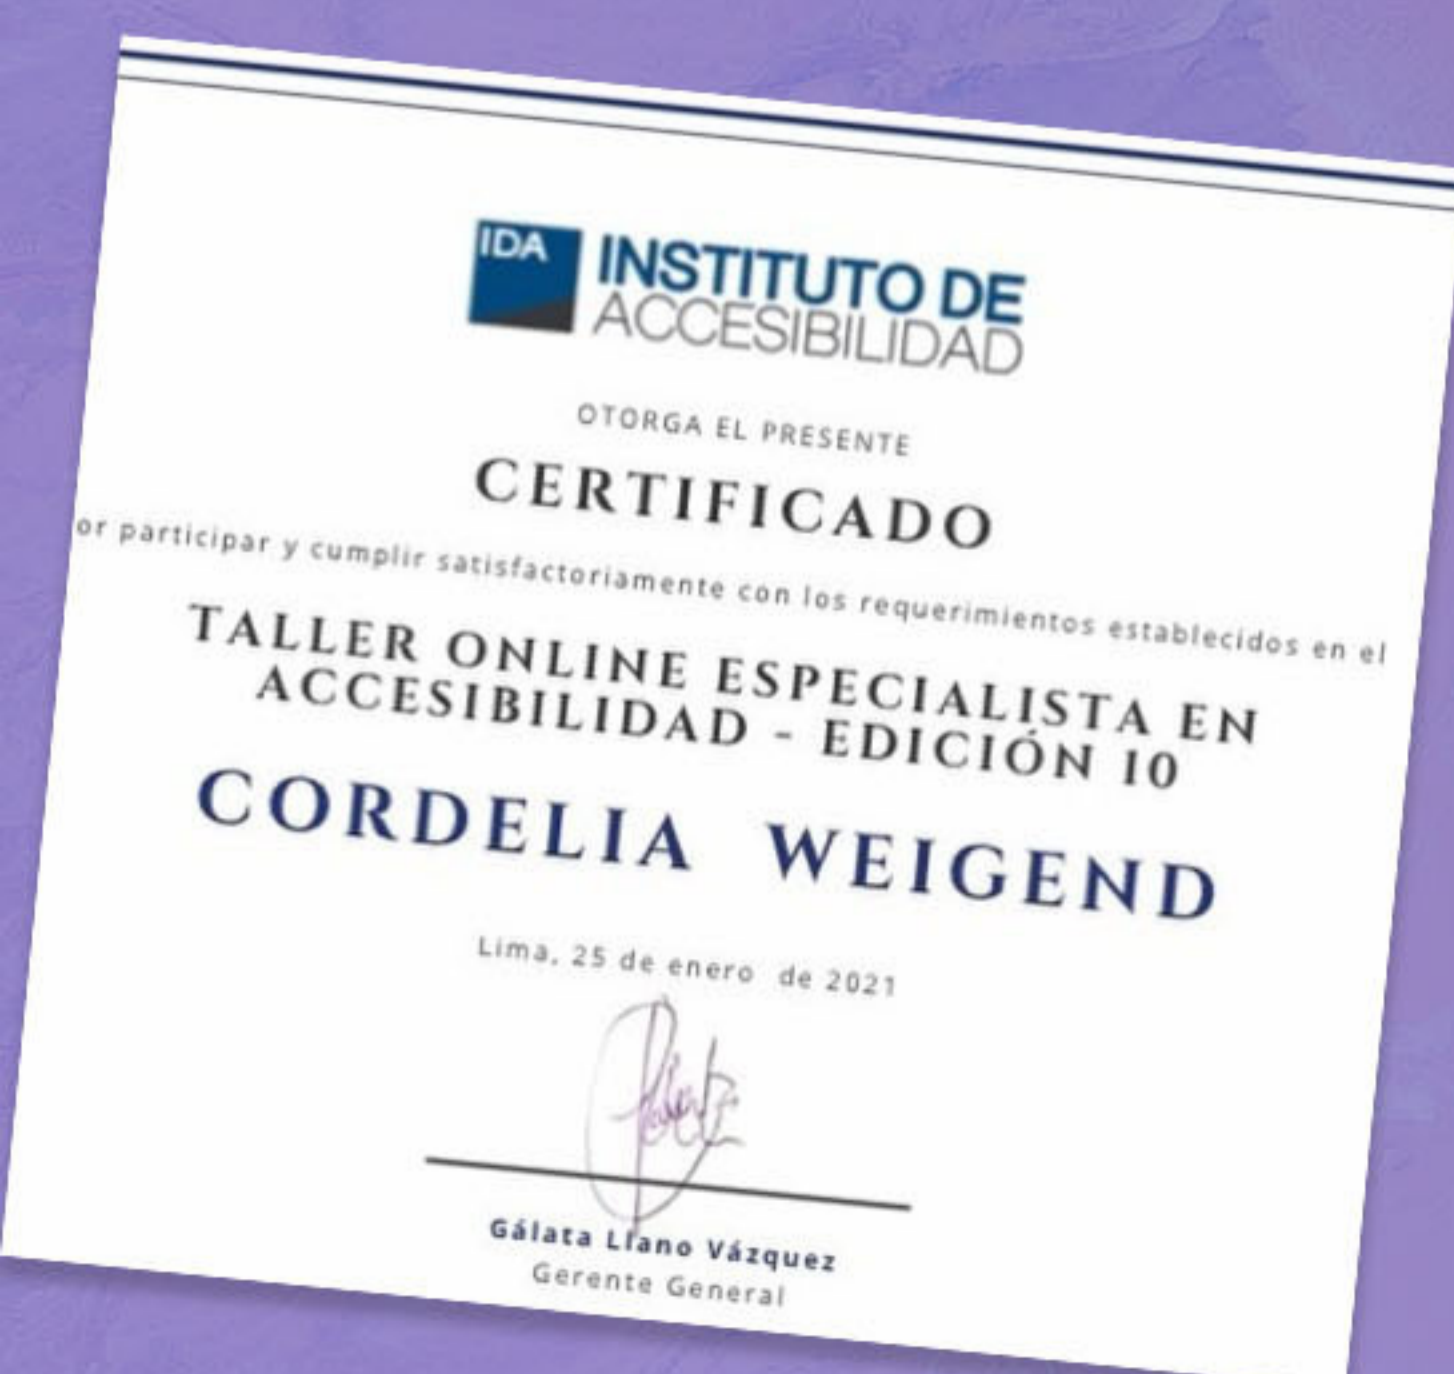 IDA
INSTITUTO DE
ACCESIBILIDAD
OTORGA EL PRESENTE
CERTIFICADO
or participar y cumplir satisfactoriamente con los requerimientos establecidos en el
TALLER ONLINE ESPECIALISTA EN
ACCESIBILIDAD - EDICIÓN 10
CORDELIA WEIGEND
Lima, 25 de enero de 2021
Gálata Llano Vázquez
Gerente General